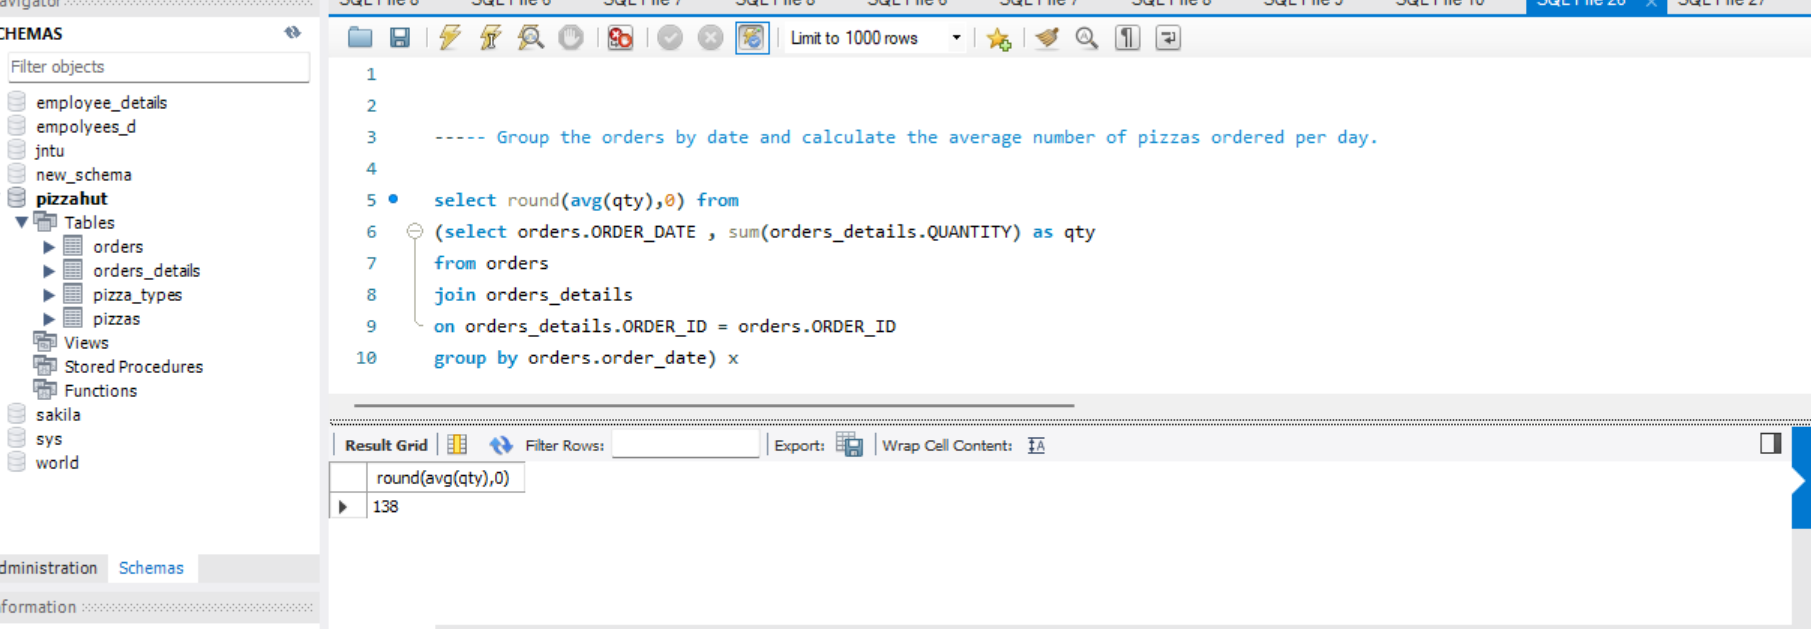 SQL File 20
SQL File 27
CHEMAS
Filter objects
employee_details
empolyees_d
jntu
new_schema
pizzahut
Tables
orders
orders_details
pizza_types
pizzas
Views
Stored Procedures
Functions
sakila
sys
world
dministration Schemas
formation
Limit to 1000 rows
1
2
3 ----- Group the orders by date and calculate the average number of pizzas ordered per day.
4
5 select round(avg(qty),0) from
6 (select orders.ORDER_DATE , sum(orders_details.QUANTITY) as qty
7 from orders
8 join orders_details
9 on orders_details.ORDER_ID = orders.ORDER_ID
10 group by orders.order_date) x
Result Grid Filter Rows: Export: Wrap Cell Content:
round(avg(qty),0)
138